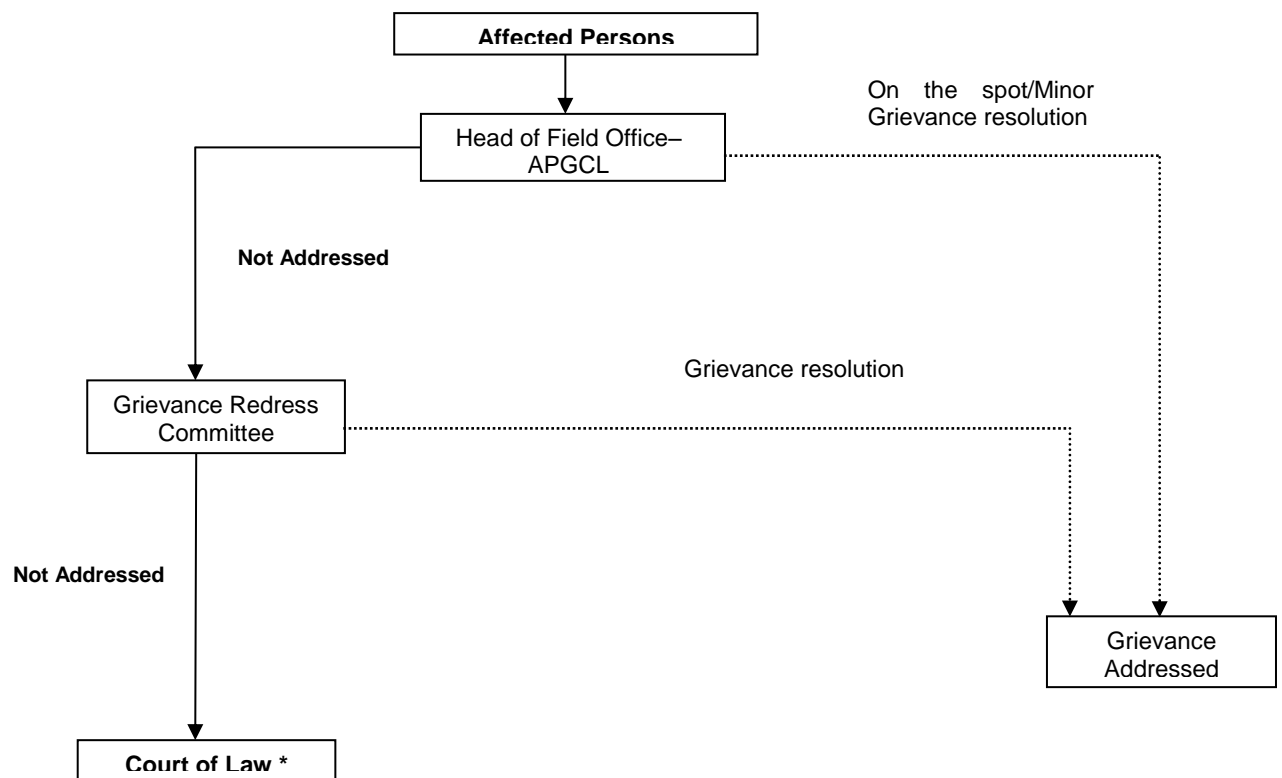 Affected Persons
On the spot/Minor
Grievance resolution
Head of Field Office–
APGCL
Not Addressed
Grievance resolution
Grievance Redress
Committee
Not Addressed
Grievance
Addressed
Court of Law *